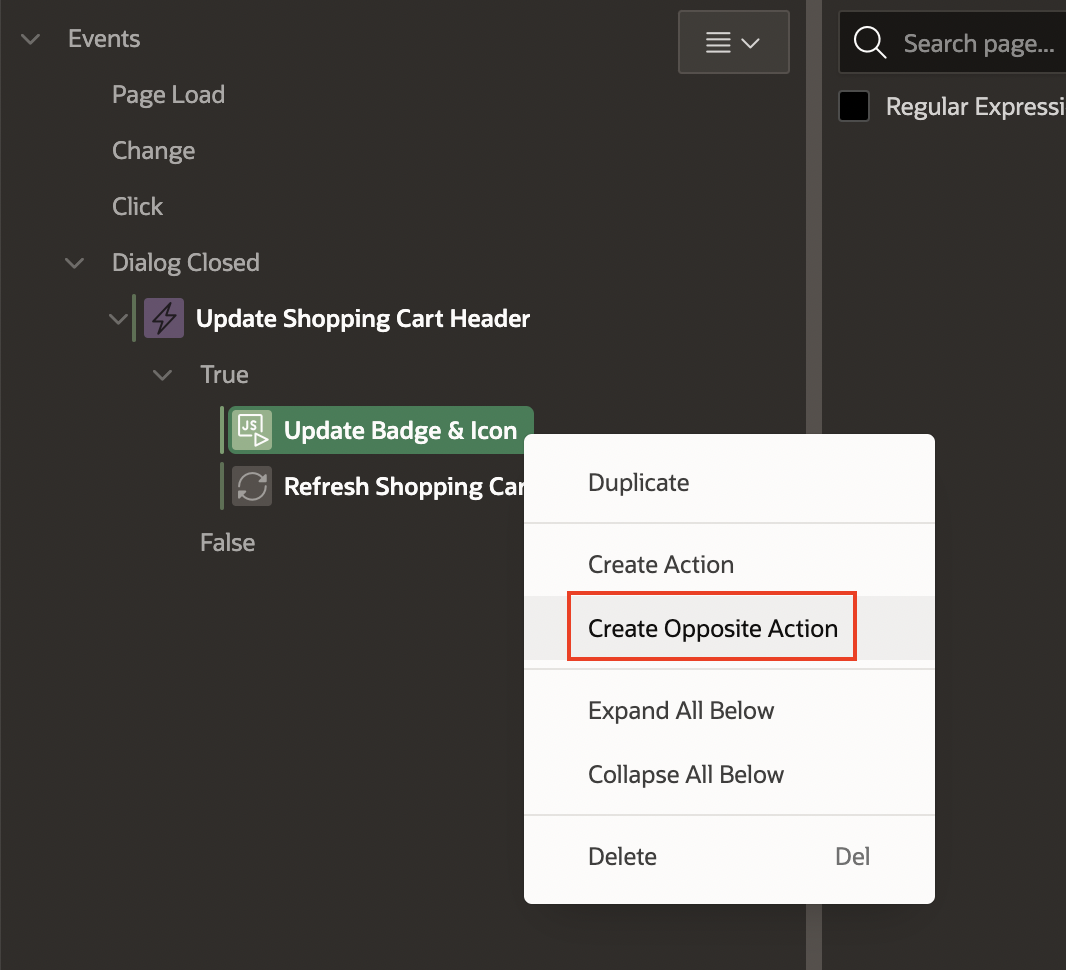 Events
Page Load
Change
Click
Dialog Closed
Update Shopping Cart Header
True
JS
Update Badge & Icon
Refresh Shopping Car
False
Search page...
Regular Expressi
Duplicate
Create Action
Create Opposite Action
Expand All Below
Collapse All Below
Delete Del